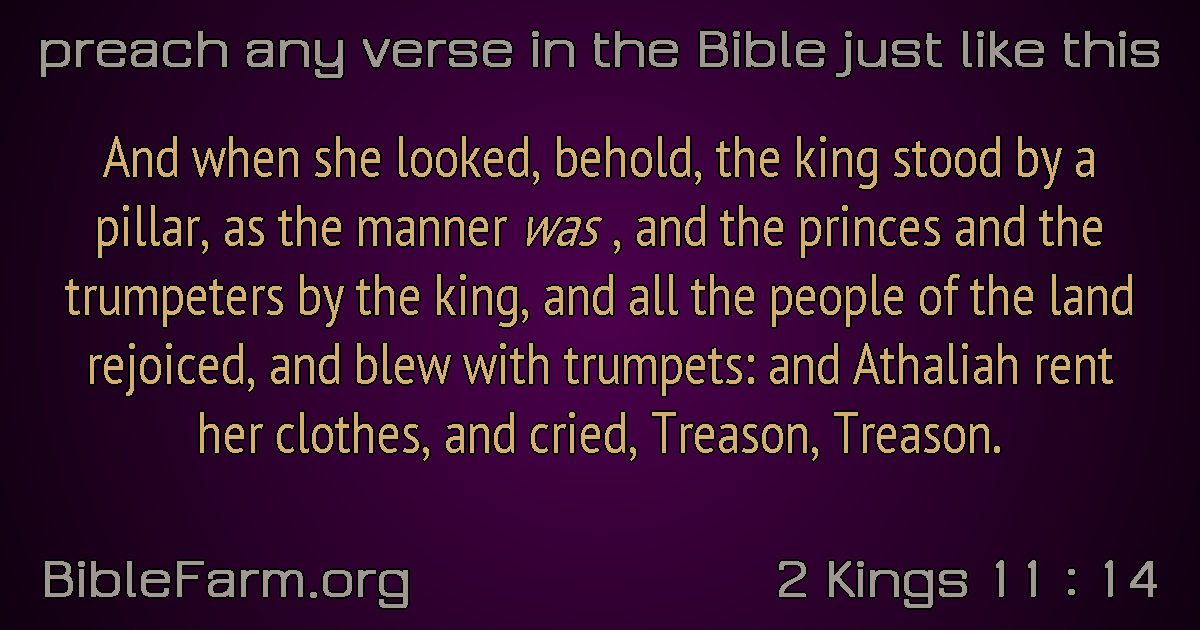 preach any verse in the Bible just like this
And when she looked, behold, the king stood by a
pillar, as the manner was , and the princes and the
trumpeters by the king, and all the people of the land
rejoiced, and blew with trumpets: and Athaliah rent
her clothes, and cried, Treason, Treason.
BibleFarm.org
2 Kings 11 : 14